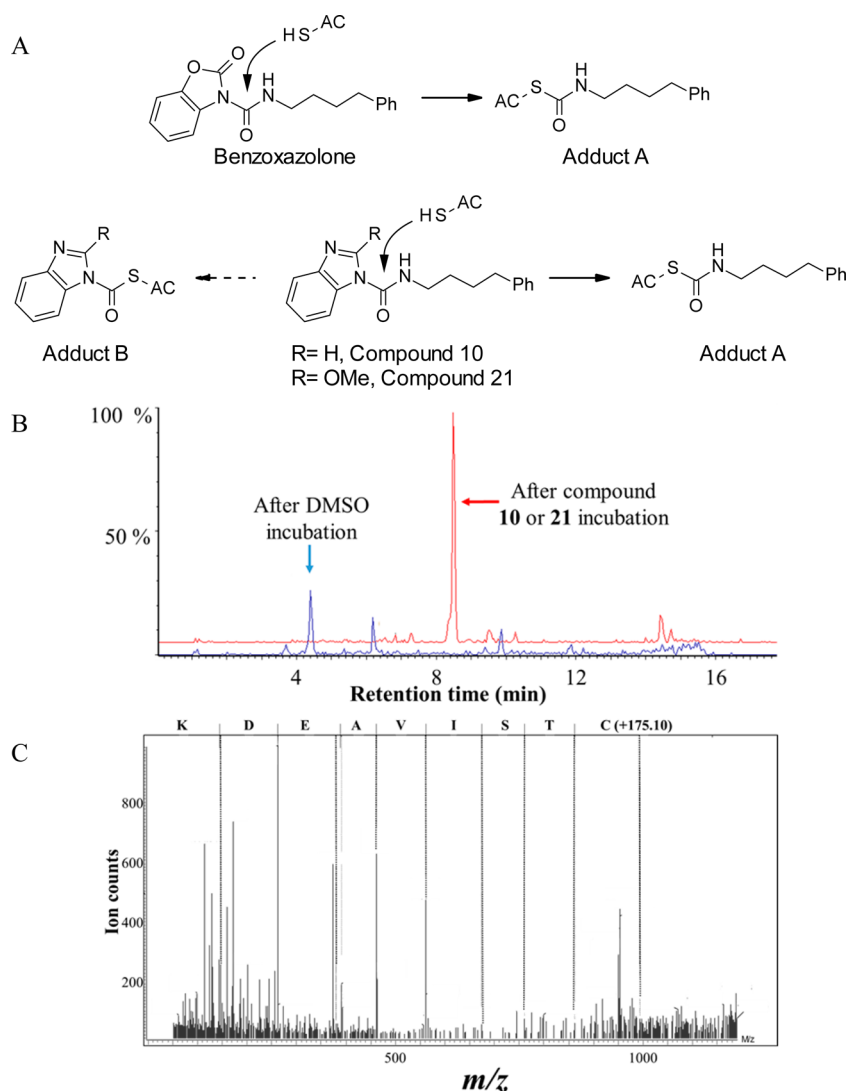 A
HS-AC
O
O
N
H
N
Ph
O
Benzoxazolone
AC
S
H
N
Ph
O
Adduct A
HS-AC
R
N
N
S
AC
O
Adduct B
R
N
N
H
N
Ph
O
R= H, Compound 10
R= OMe, Compound 21
AC
S
H
N
Ph
O
Adduct A
B
100 %
50 %
After DMSO
incubation
After compound
10 or 21 incubation
4 8 12 16
Retention time (min)
C
K | D | E | A | V | I | S | T | C (+175.10)
800
600
400
200
Ion counts
500 1000
M/z
m/z